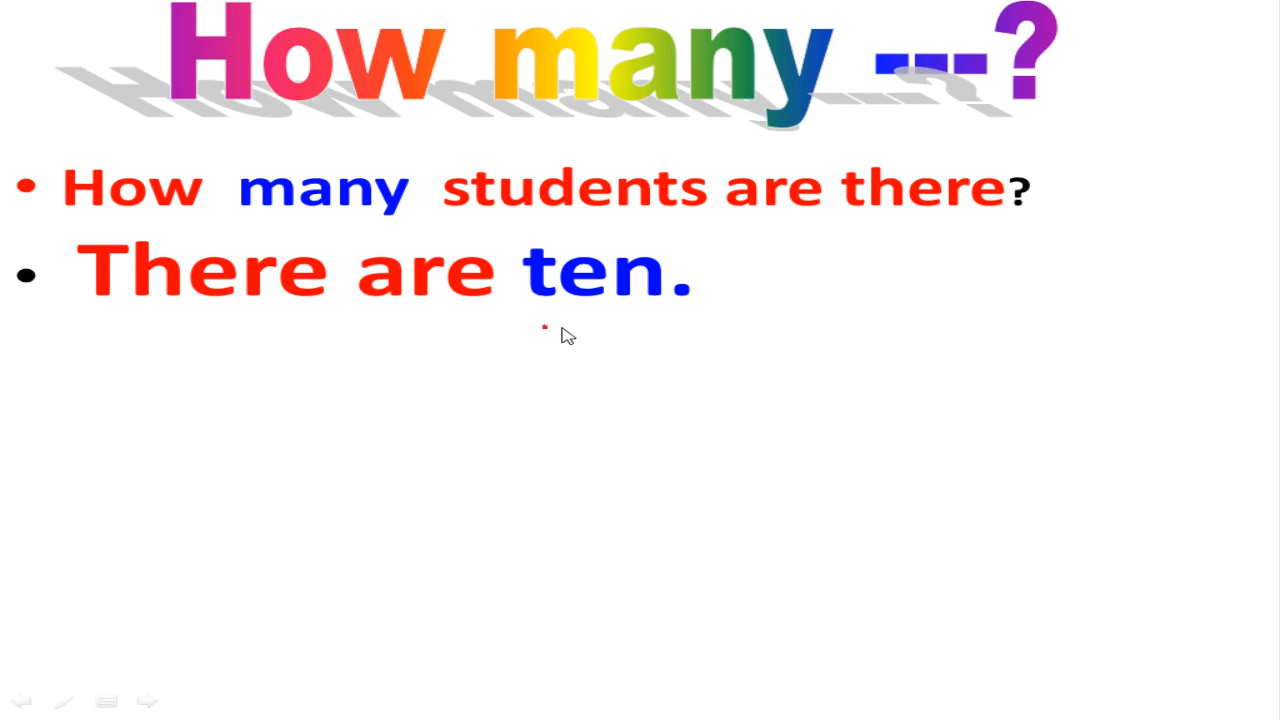 How many ---?
• How many students are there?
• There are ten.